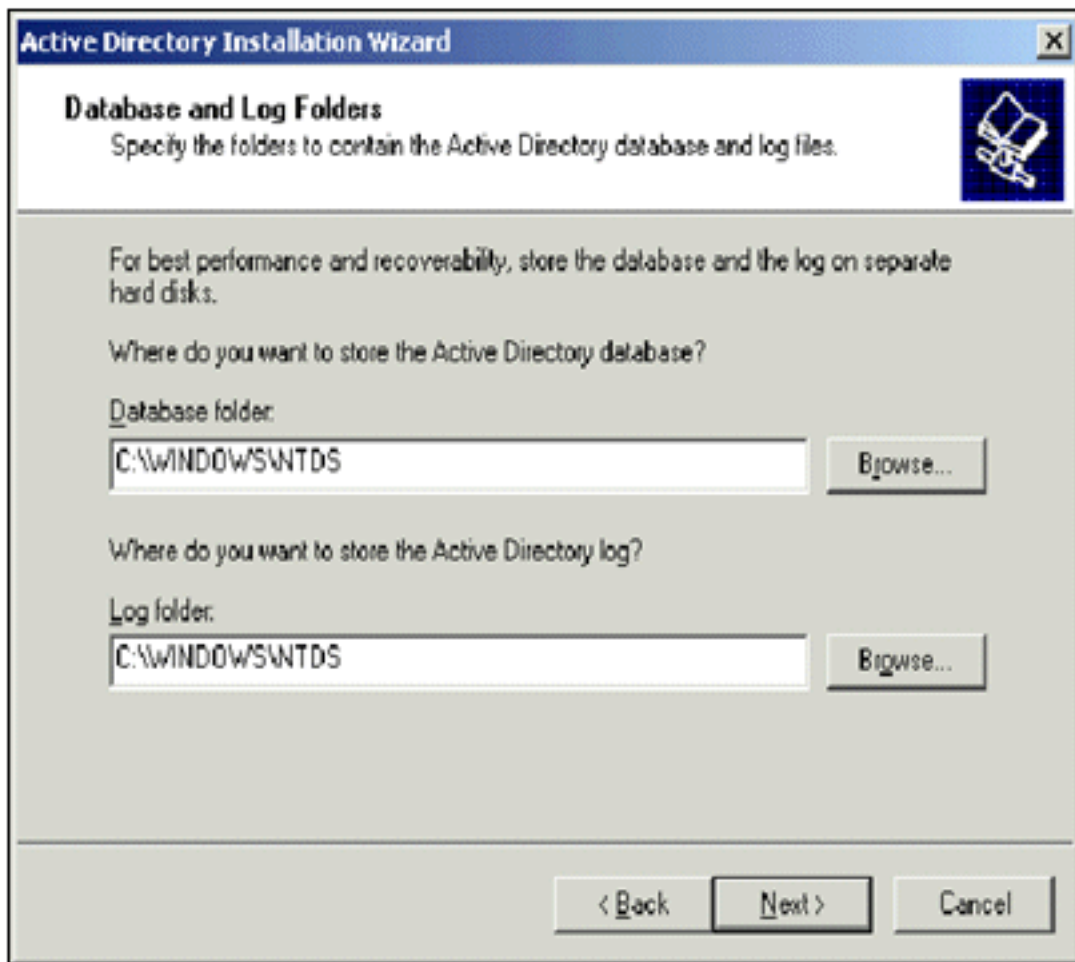 Active Directory Installation Wizard
Database and Log Folders
Specify the folders to contain the Active Directory database and log files.
For best performance and recoverability, store the database and the log on separate
hard disks.
Where do you want to store the Active Directory database?
Database folder:
C:\WINDOWS\NTDS
Browse...
Where do you want to store the Active Directory log?
Log folder:
C:\WINDOWS\NTDS
Browse...
< Back
Next >
Cancel